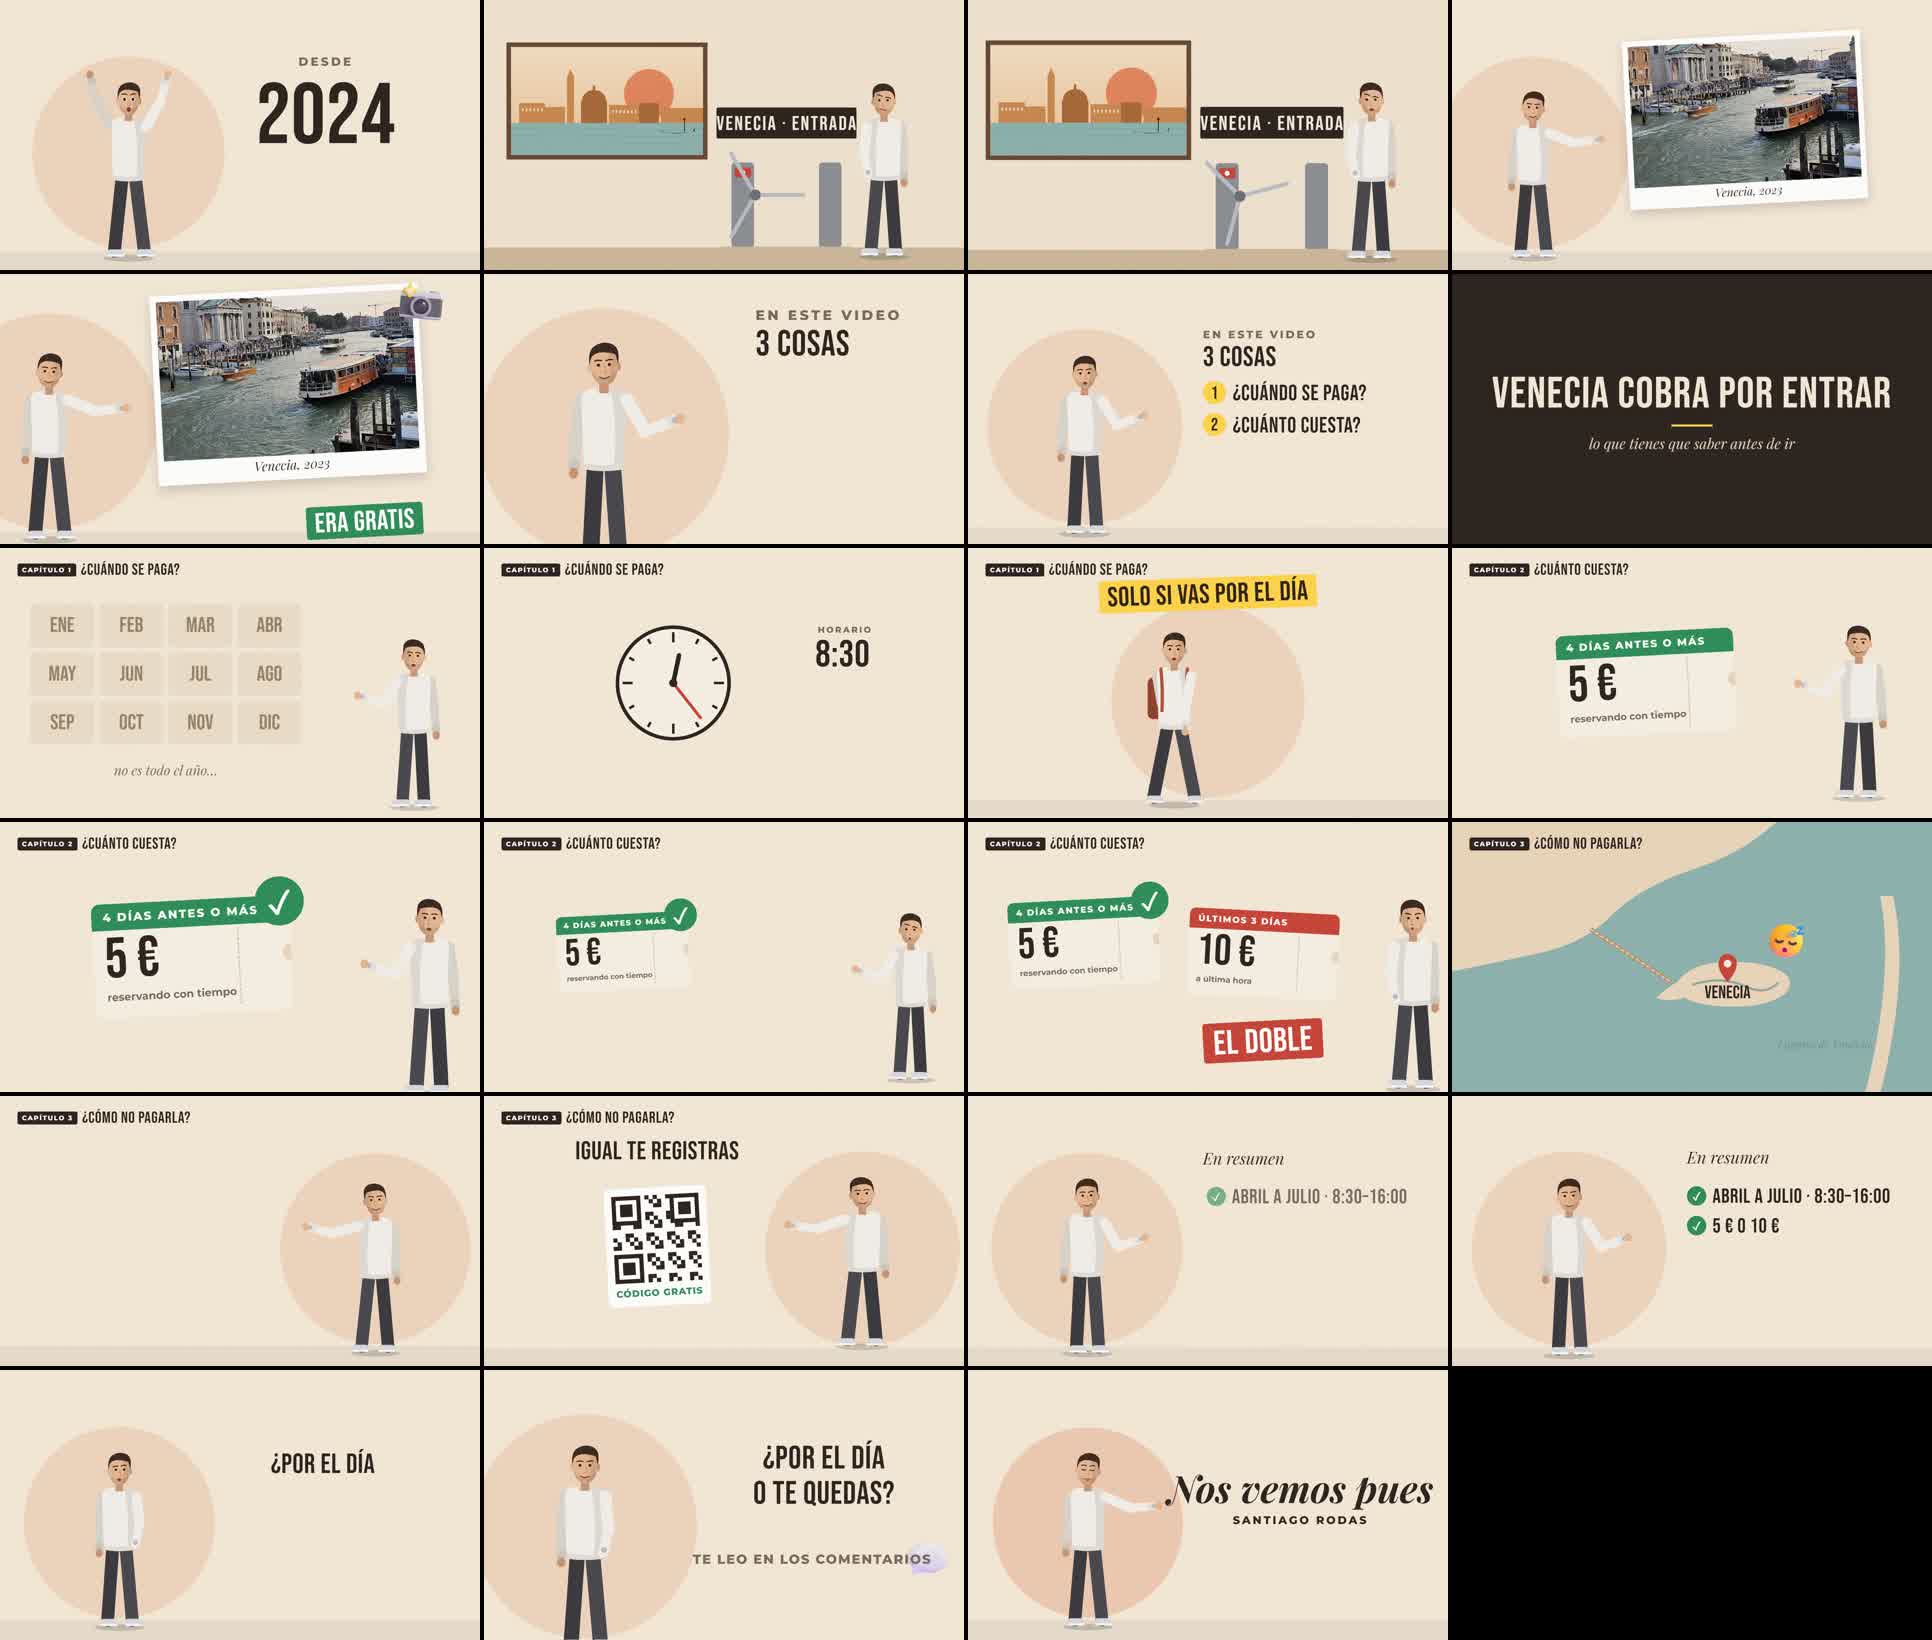 DESDE
2024
VENECIA · ENTRADA
VENECIA · ENTRADA
Venecia, 2023
Venecia, 2023
ERA GRATIS
EN ESTE VIDEO
3 COSAS
EN ESTE VIDEO
3 COSAS
1 ¿CUÁNDO SE PAGA?
2 ¿CUÁNTO CUESTA?
VENECIA COBRA POR ENTRAR
lo que tienes que saber antes de ir
CAPÍTULO 1 ¿CUÁNDO SE PAGA?
ENE FEB MAR ABR
MAY JUN JUL AGO
SEP OCT NOV DIC
no es todo el año...
CAPÍTULO 1 ¿CUÁNDO SE PAGA?
HORARIO
8:30
CAPÍTULO 1 ¿CUÁNDO SE PAGA?
SOLO SI VAS POR EL DÍA
CAPÍTULO 2 ¿CUÁNTO CUESTA?
4 DÍAS ANTES O MÁS
5 €
reservando con tiempo
CAPÍTULO 2 ¿CUÁNTO CUESTA?
4 DÍAS ANTES O MÁS
5 €
reservando con tiempo
CAPÍTULO 2 ¿CUÁNTO CUESTA?
4 DÍAS ANTES O MÁS
5 €
reservando con tiempo
CAPÍTULO 2 ¿CUÁNTO CUESTA?
4 DÍAS ANTES O MÁS
5 €
reservando con tiempo
ÚLTIMOS 3 DÍAS
10 €
a última hora
EL DOBLE
CAPÍTULO 3 ¿CÓMO NO PAGARLA?
VENECIA
CAPÍTULO 3 ¿CÓMO NO PAGARLA?
CAPÍTULO 3 ¿CÓMO NO PAGARLA?
IGUAL TE REGISTRAS
CÓDIGO GRATIS
En resumen
ABRIL A JULIO · 8:30–16:00
En resumen
ABRIL A JULIO · 8:30–16:00
5 € O 10 €
¿POR EL DÍA
¿POR EL DÍA
O TE QUEDAS?
TE LEO EN LOS COMENTARIOS
Nos vemos pues
SANTIAGO RODAS